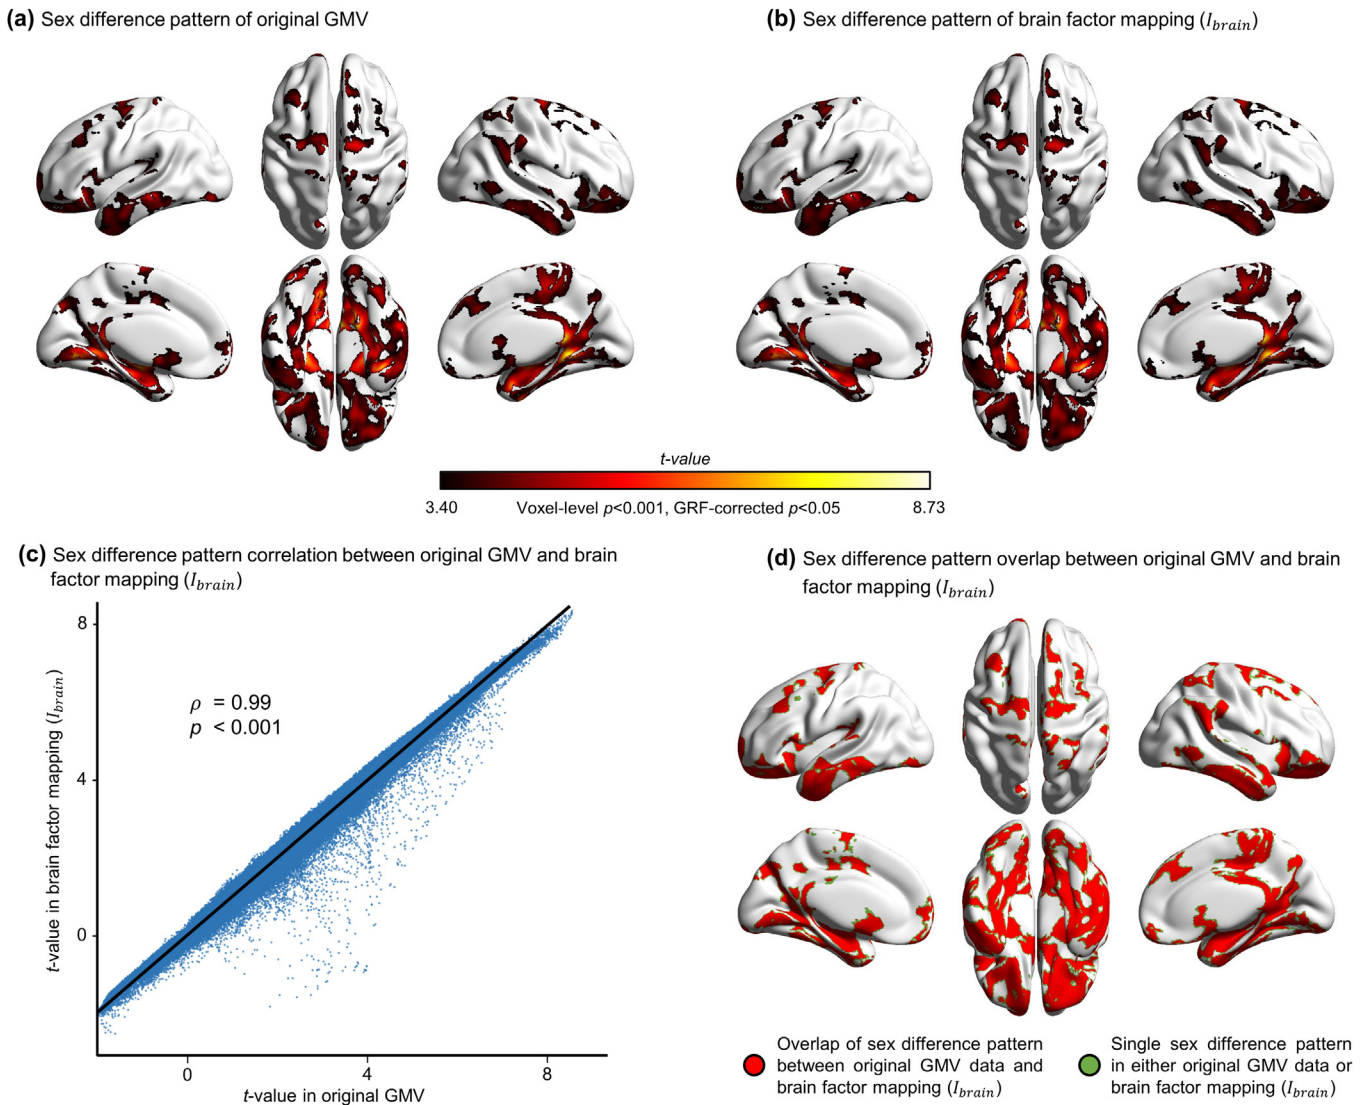 (a) Sex difference pattern of original GMV
(b) Sex difference pattern of brain factor mapping (I_brain)
t-value
3.40
Voxel-level p<0.001, GRF-corrected p<0.05
8.73
(c) Sex difference pattern correlation between original GMV and brain
factor mapping (I_brain)
8
4
0
t-value in brain factor mapping (I_brain)
ρ = 0.99
p < 0.001
0
4
8
t-value in original GMV
(d) Sex difference pattern overlap between original GMV and brain
factor mapping (I_brain)
Overlap of sex difference pattern
between original GMV data and
brain factor mapping (I_brain)
Single sex difference pattern
in either original GMV data or
brain factor mapping (I_brain)